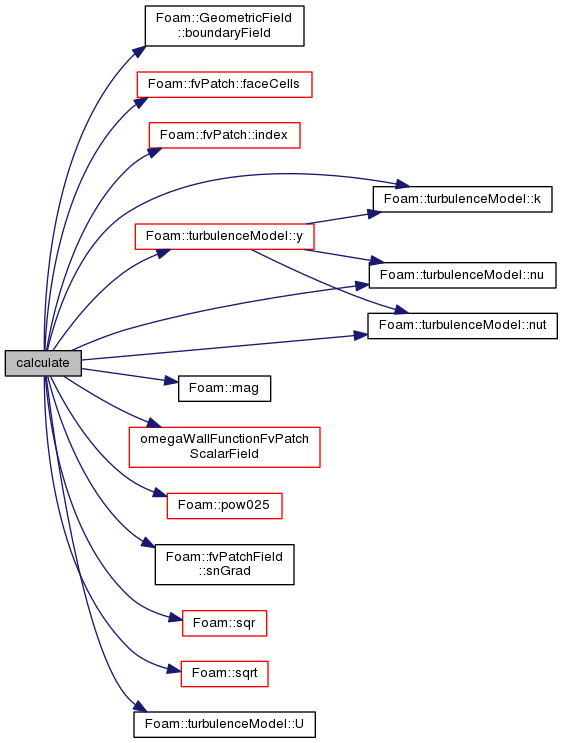 Foam::GeometricField
::boundaryField
Foam::fvPatch::faceCells
Foam::fvPatch::index
Foam::turbulenceModel::k
Foam::turbulenceModel::y
Foam::turbulenceModel::nu
Foam::turbulenceModel::nut
calculate
Foam::mag
omegaWallFunctionFvPatch
ScalarField
Foam::pow025
Foam::fvPatchField
::snGrad
Foam::sqr
Foam::sqrt
Foam::turbulenceModel::U